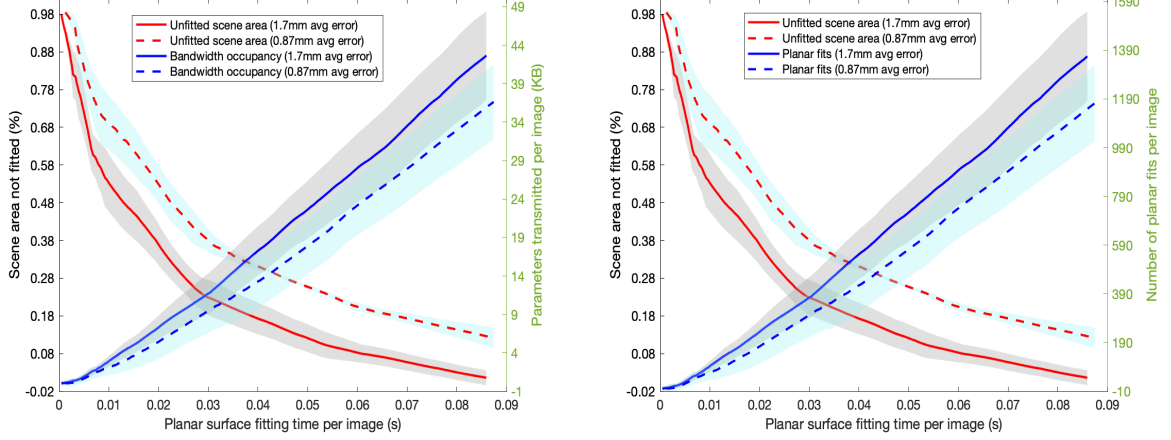 Unfitted scene area (1.7mm avg error)
Unfitted scene area (0.87mm avg error)
Bandwidth occupancy (1.7mm avg error)
Bandwidth occupancy (0.87mm avg error)
Scene area not fitted (%)
0.98
0.88
0.78
0.68
0.58
0.48
0.38
0.28
0.18
0.08
-0.02
0 0.01 0.02 0.03 0.04 0.05 0.06 0.07 0.08 0.09
Planar surface fitting time per image (s)
49
44
39
34
29
24
19
14
9
4
-1
Parameters transmitted per image (KB)
Unfitted scene area (1.7mm avg error)
Unfitted scene area (0.87mm avg error)
Planar fits (1.7mm avg error)
Planar fits (0.87mm avg error)
Scene area not fitted (%)
0.98
0.88
0.78
0.68
0.58
0.48
0.38
0.28
0.18
0.08
-0.02
0 0.01 0.02 0.03 0.04 0.05 0.06 0.07 0.08 0.09
Planar surface fitting time per image (s)
1590
1390
1190
990
790
590
390
190
-10
Number of planar fits per image